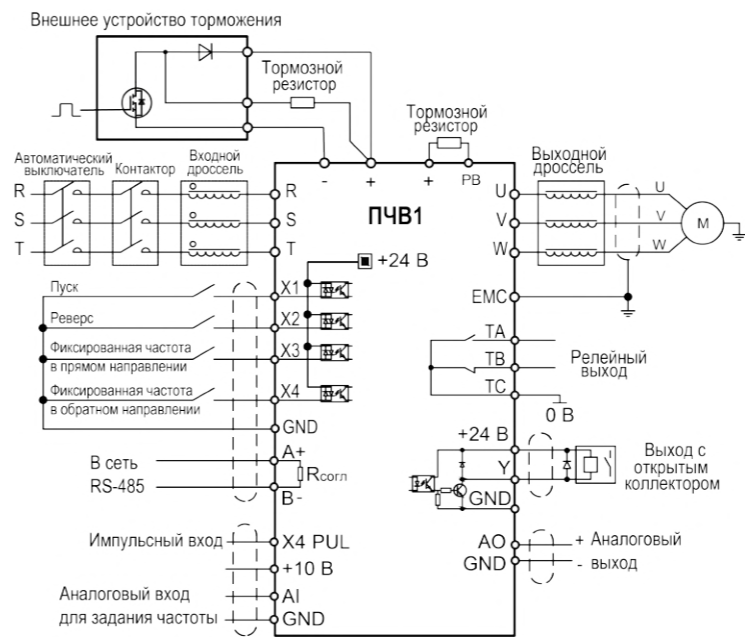 Внешнее устройство торможения
Тормозной
резистор
Тормозной
резистор
Автоматический
выключатель
Контактор
Входной
дроссель
Выходной
дроссель
- + + PB
R R
S S
T T
ПЧВ1
U U
V V
W W
M
+24 В
EMC
Пуск X1
Реверс X2
Фиксированная частота
в прямом направлении
X3
Фиксированная частота
в обратном направлении
X4
GND
TA
TB
TC
Релейный
выход
0 В
В сеть
RS-485
A+
Rсогл
B-
+24 В
Y
GND
Выход с
открытым
коллектором
Импульсный вход X4 PUL
+10 В
Аналоговый вход
для задания частоты
AI
GND
AO + Аналоговый
GND - выход